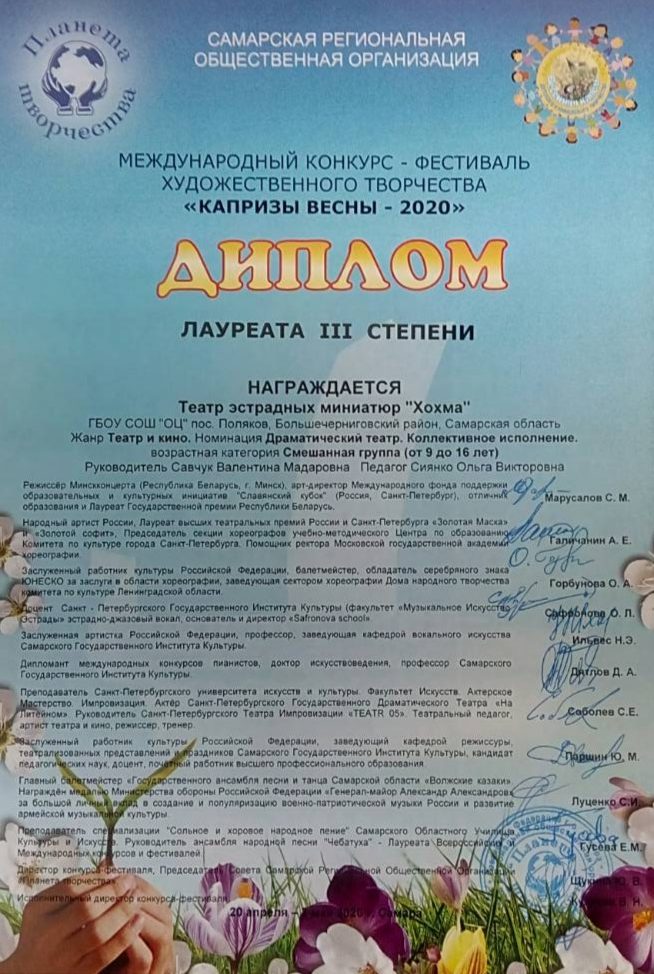 Планета
творчества
САМАРСКАЯ РЕГИОНАЛЬНАЯ
ОБЩЕСТВЕННАЯ ОРГАНИЗАЦИЯ
МЕЖДУНАРОДНЫЙ КОНКУРС - ФЕСТИВАЛЬ
ХУДОЖЕСТВЕННОГО ТВОРЧЕСТВА
«КАПРИЗЫ ВЕСНЫ - 2020»
ДИПЛОМ
ЛАУРЕАТА III СТЕПЕНИ
НАГРАЖДАЕТСЯ
Театр эстрадных миниатюр "Хохма"
ГБОУ СОШ "ОЦ" пос. Поляков, Большечерниговский район, Самарская область
Жанр Театр и кино. Номинация Драматический театр. Коллективное исполнение.
возрастная категория Смешанная группа (от 9 до 16 лет)
Руководитель Савчук Валентина Мадаровна Педагог Сиянко Ольга Викторовна
Режиссёр Минскконцерта (Республика Беларусь, г. Минск), арт-директор Международного фонда поддержки
образовательных и культурных инициатив "Славянский кубок" (Россия, Санкт-Петербург), отличник
образования и Лауреат Государственной премии Республики Беларусь.
Марусалов С. М.
Народный артист России, Лауреат высших театральных премий России и Санкт-Петербурга «Золотая Маска»
и «Золотой софит», Председатель секции хореографов учебно-методического Центра по образованию
Комитета по культуре города Санкт-Петербурга. Помощник ректора Московской государственной академии
хореографии.
Галичанин А. Е.
Заслуженный работник культуры Российской Федерации, балетмейстер, обладатель серебряного знака
ЮНЕСКО за заслуги в области хореографии, заведующая сектором хореографии Дома народного творчества
комитета по культуре Ленинградской области.
Горбунова О. А.
Доцент Санкт - Петербургского Государственного Института Культуры (факультет «Музыкальное Искусство
Эстрады» эстрадно-джазовый вокал, основатель и директор «Safronova school».
Сафронова О. Л.
Заслуженная артистка Российской Федерации, профессор, заведующая кафедрой вокального искусства
Самарского Государственного Института Культуры.
Ильвес Н.Э.
Дипломант международных конкурсов пианистов, доктор искусствоведения, профессор Самарского
Государственного Института Культуры.
Дятлов Д. А.
Преподаватель Санкт-Петербургского университета искусств и культуры. Факультет Искусств. Актерское
Мастерство. Импровизация. Актёр Санкт-Петербургского Государственного Драматического Театра «На
Литейном». Руководитель Санкт-Петербургского Театра Импровизации «TEATR 05». Театральный педагог,
артист театра и кино, режиссер, тренер.
Соболев С.Е.
Заслуженный работник культуры Российской Федерации, заведующий кафедрой режиссуры,
театрализованных представлений и праздников Самарского Государственного Института Культуры, кандидат
педагогических наук, доцент, почётный работник высшего профессионального образования.
Паршин Ю. М.
Главный балетмейстер «Государственного ансамбля песни и танца Самарской области «Волжские казаки».
Награждён медалью Министерства обороны Российской Федерации «Генерал-майор Александр Александров»
за большой личный вклад в создание и популяризацию военно-патриотической музыки России и развитие
армейской музыкальной культуры.
Луценко С.И.
Преподаватель специализации "Сольное и хоровое народное пение" Самарского Областного Училища
Культуры и Искусств. Руководитель ансамбля народной песни "Чебатуха" - Лауреата Всероссийских и
Международных конкурсов и фестивалей.
Гусева Е.М.
Директор конкурса-фестиваля, Председатель Совета Самарской Региональной Общественной Организации
«Планета творчества»
Исполнительный директор конкурса-фестиваля
20 апреля – 2020 г. Самара